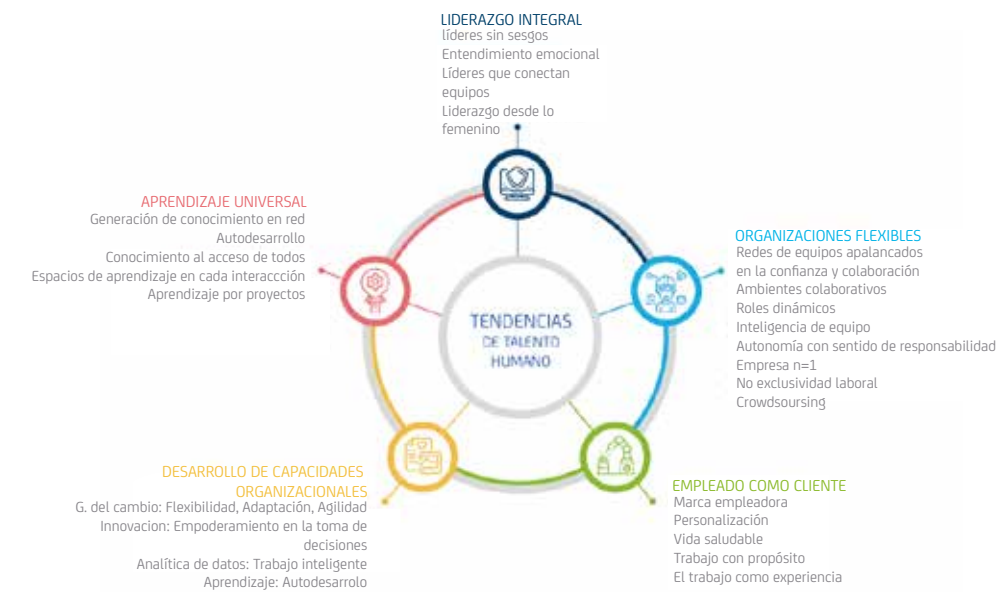 LIDERAZGO INTEGRAL
líderes sin sesgos
Entendimiento emocional
Líderes que conectan
equipos
Liderazgo desde lo
femenino
APRENDIZAJE UNIVERSAL
Generación de conocimiento en red
Autodesarrollo
Conocimiento al acceso de todos
Espacios de aprendizaje en cada interaccción
Aprendizaje por proyectos
ORGANIZACIONES FLEXIBLES
Redes de equipos apalancados
en la confianza y colaboración
Ambientes colaborativos
Roles dinámicos
Inteligencia de equipo
Autonomía con sentido de responsabilidad
Empresa n=1
No exclusividad laboral
Crowdsoursing
TENDENCIAS
DE TALENTO
HUMANO
DESARROLLO DE CAPACIDADES
ORGANIZACIONALES
G. del cambio: Flexibilidad, Adaptación, Agilidad
Innovacion: Empoderamiento en la toma de
decisiones
Analítica de datos: Trabajo inteligente
Aprendizaje: Autodesarrolo
EMPLEADO COMO CLIENTE
Marca empleadora
Personalización
Vida saludable
Trabajo con propósito
El trabajo como experiencia